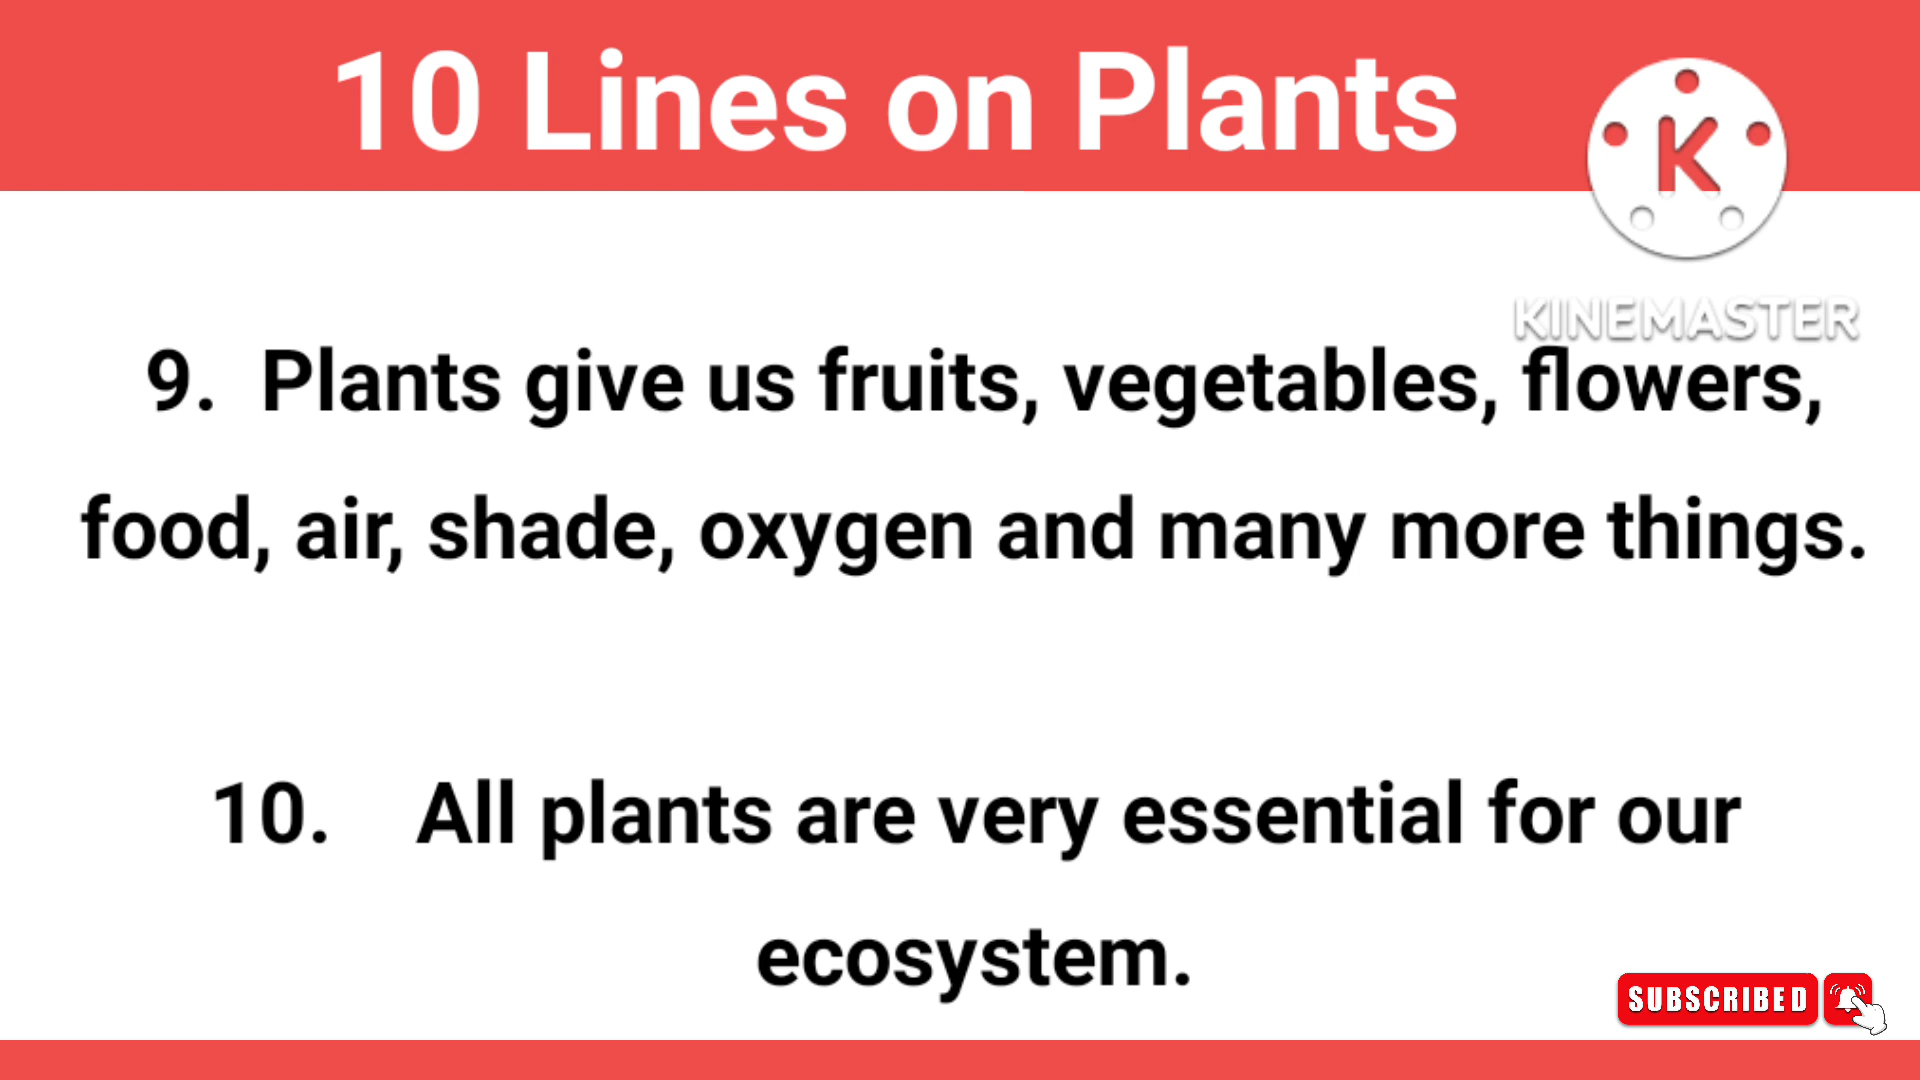 10 Lines on Plants
K
KINEMASTER
9. Plants give us fruits, vegetables, flowers,
food, air, shade, oxygen and many more things.
10. All plants are very essential for our
ecosystem.
SUBSCRIBED